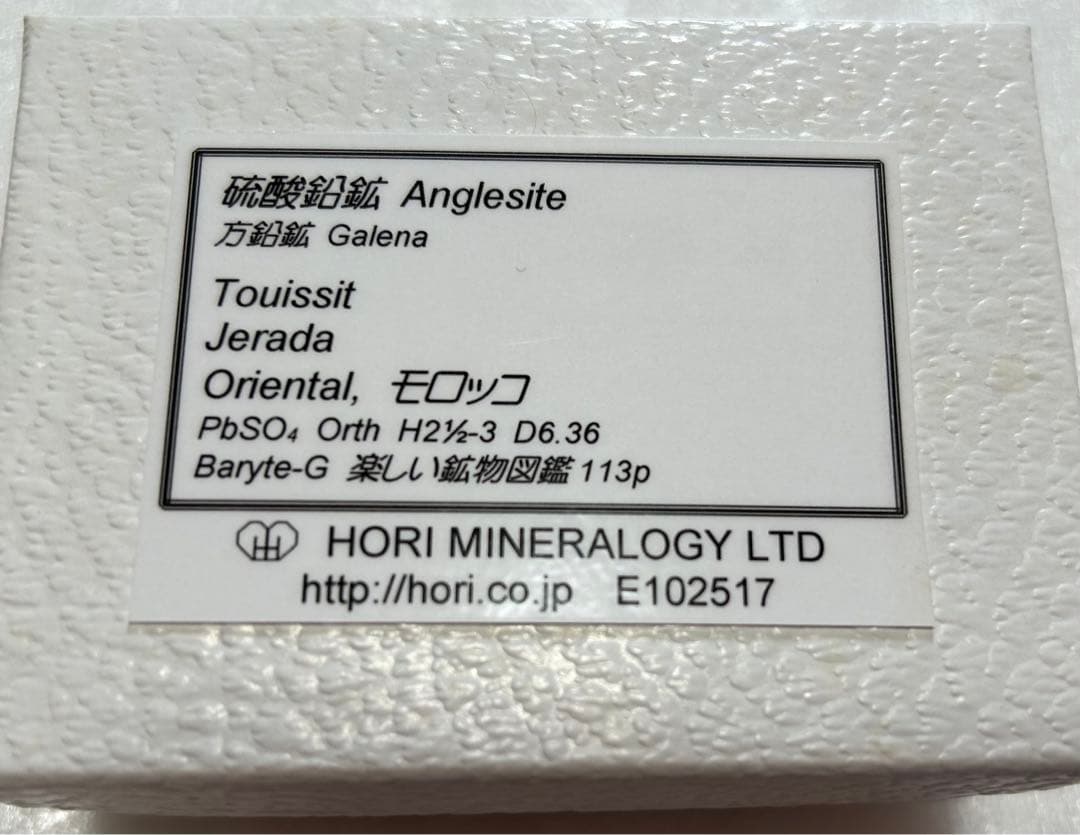 硫酸鉛鉱 Anglesite
方鉛鉱 Galena
Touissit
Jerada
Oriental, モロッコ
PbSO₄ Orth H2½-3 D6.36
Baryte-G 楽しい鉱物図鑑 113p
HORI MINERALOGY LTD
http://hori.co.jp E102517